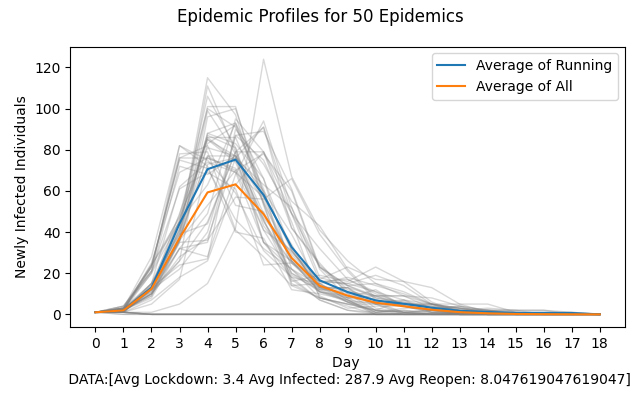 Epidemic Profiles for 50 Epidemics
Average of Running
Average of All
Newly Infected Individuals
120
100
80
60
40
20
0
0 1 2 3 4 5 6 7 8 9 10 11 12 13 14 15 16 17 18
Day
DATA:[Avg Lockdown: 3.4 Avg Infected: 287.9 Avg Reopen: 8.047619047619047]